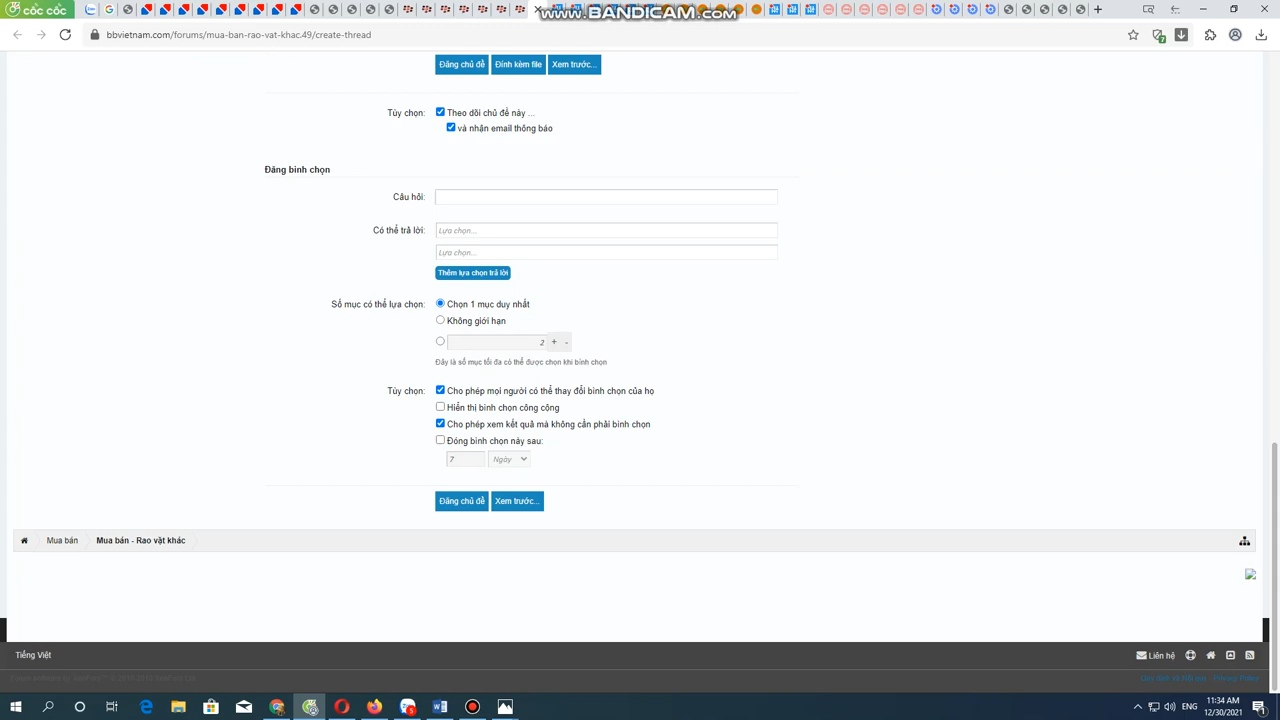 cốc cốc
www.BANDICAM.com
bbvietnam.com/forums/mua-ban-rao-vat-khac.49/create-thread
7
Đăng chủ đề Đính kèm file Xem trước...
Tùy chọn: Theo dõi chủ đề này ...
và nhận email thông báo
Đăng bình chọn
Câu hỏi:
Có thể trả lời: Lựa chọn...
Lựa chọn...
Thêm lựa chọn trả lời
Số mục có thể lựa chọn: Chọn 1 mục duy nhất
Không giới hạn
2 + -
Đây là số mục tối đa có thể được chọn khi bình chọn
Tùy chọn: Cho phép mọi người có thể thay đổi bình chọn của họ
Hiển thị bình chọn công cộng
Cho phép xem kết quả mà không cần phải bình chọn
Đóng bình chọn này sau:
7 Ngày
Đăng chủ đề Xem trước...
Mua bán Mua bán - Rao vặt khác
Tiếng Việt Liên hệ
Privacy Policy
5
ENG 11:34 AM
12/30/2021 1